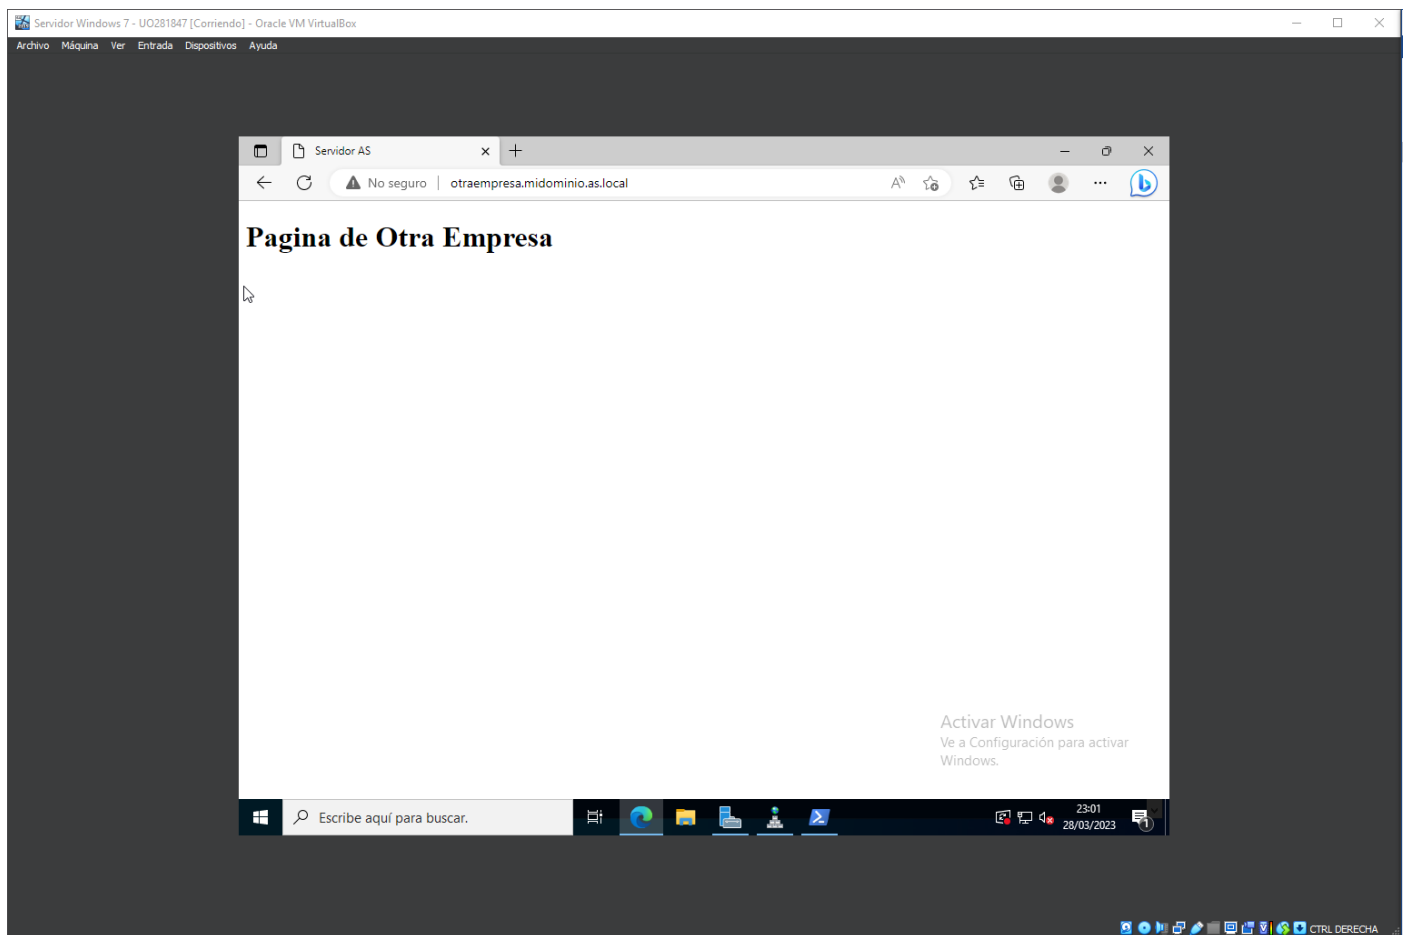 Servidor Windows 7 - UO281847 [Corriendo] - Oracle VM VirtualBox
Archivo Máquina Ver Entrada Dispositivos Ayuda
Servidor AS
No seguro otraempresa.midominio.as.local
Pagina de Otra Empresa
Activar Windows
Ve a Configuración para activar
Windows.
Escribe aquí para buscar.
23:01
28/03/2023
1
CTRL DERECHA